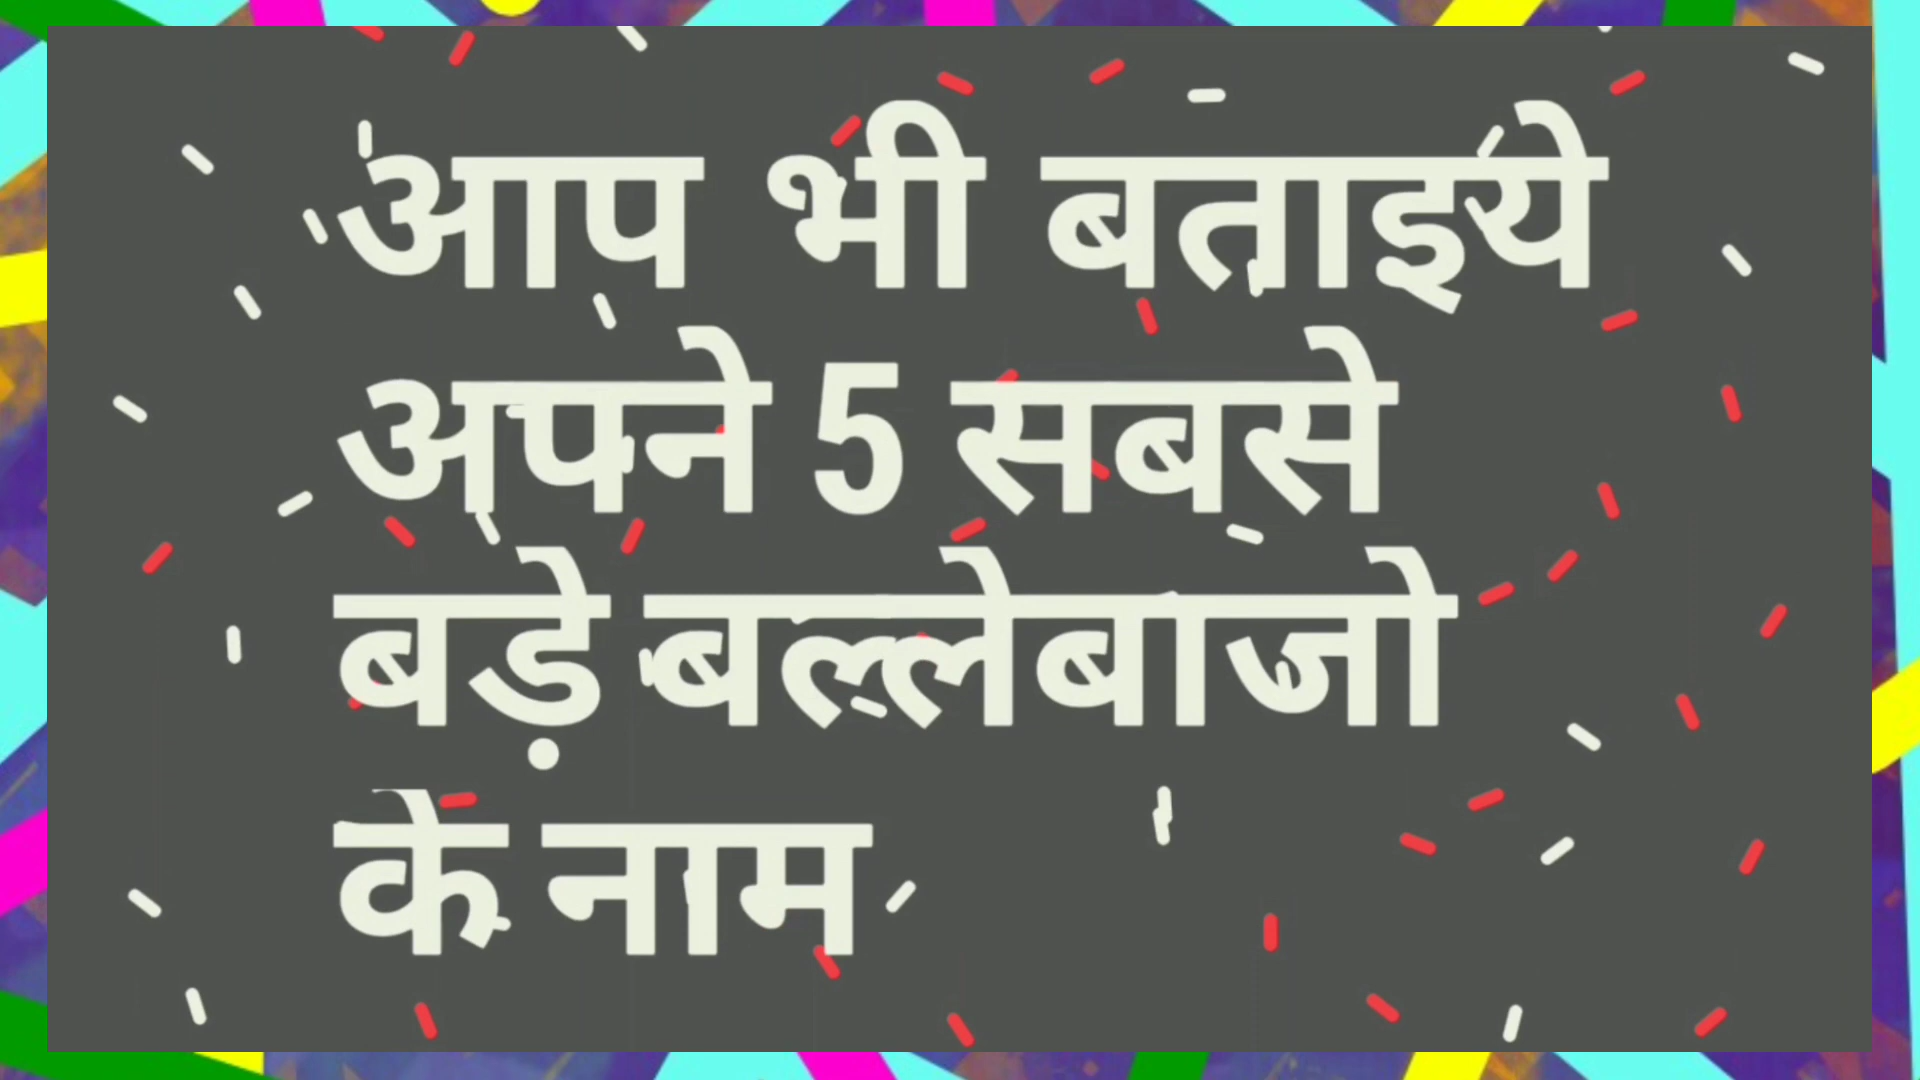 आप भी बताइये
अपने 5 सबसे
बड़े बल्लेबाजो
के नाम